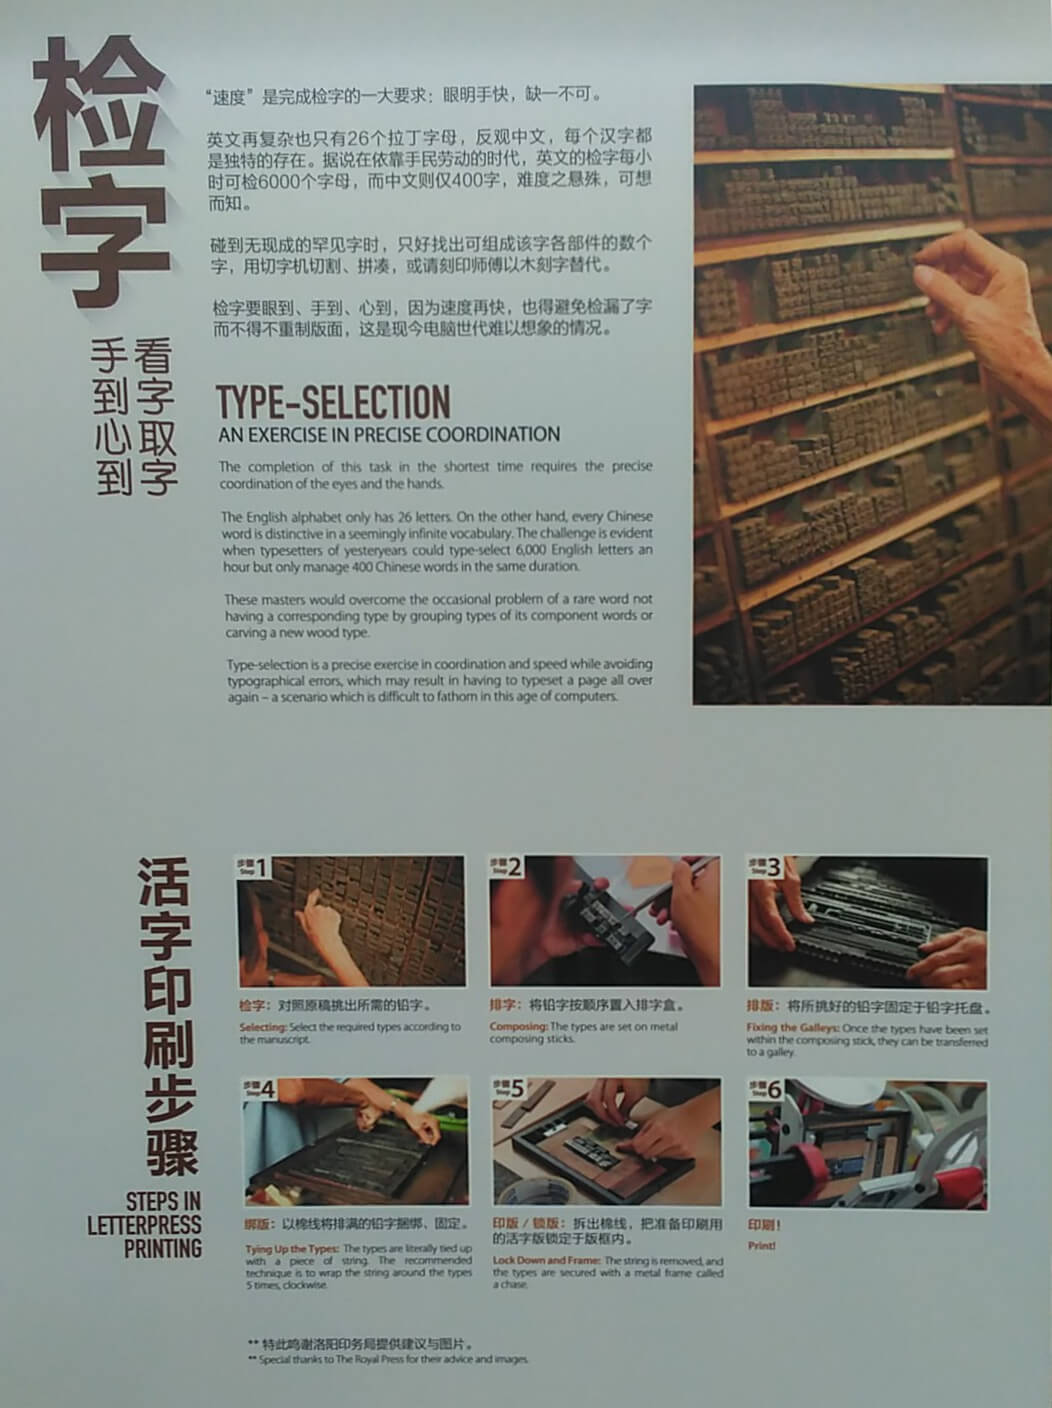 检字
看字取字
手到心到
“速度”是完成检字的一大要求：眼明手快，缺一不可。
英文再复杂也只有26个拉丁字母，反观中文，每个汉字都
是独特的存在。据说在依靠手民劳动的时代，英文的检字每小
时可检6000个字母，而中文则仅400字，难度之悬殊，可想
而知。
碰到无现成的罕见字时，只好找出可组成该字各部件的数个
字，用切字机切割、拼凑，或请刻印师傅以木刻字替代。
检字要眼到、手到、心到，因为速度再快，也得避免检漏了字
而不得不重制版面，这是现今电脑世代难以想象的情况。
TYPE-SELECTION
AN EXERCISE IN PRECISE COORDINATION
The completion of this task in the shortest time requires the precise
coordination of the eyes and the hands.
The English alphabet only has 26 letters. On the other hand, every Chinese
word is distinctive in a seemingly infinite vocabulary. The challenge is evident
when typesetters of yesteryears could type-select 6,000 English letters an
hour but only manage 400 Chinese words in the same duration.
These masters would overcome the occasional problem of a rare word not
having a corresponding type by grouping types of its component words or
carving a new wood type.
Type-selection is a precise exercise in coordination and speed while avoiding
typographical errors, which may result in having to typeset a page all over
again – a scenario which is difficult to fathom in this age of computers.
活字印刷步骤
STEPS IN
LETTERPRESS
PRINTING
步骤
Step 1
检字：对照原稿挑出所需的铅字。
Selecting: Select the required types according to
the manuscript.
步骤
Step 2
排字：将铅字按顺序置入排字盒。
Composing: The types are set on metal
composing sticks.
步骤
Step 3
排版：将所挑好的铅字固定于铅字托盘。
Fixing the Galleys: Once the types have been set
within the composing stick, they can be transferred
to a galley.
步骤
Step 4
绑版：以棉线将排满的铅字捆绑、固定。
Tying Up the Types: The types are literally tied up
with a piece of string. The recommended
technique is to wrap the string around the types
5 times, clockwise.
步骤
Step 5
印版 / 锁版：拆出棉线，把准备印刷用
的活字版锁定于版框内。
Lock Down and Frame: The string is removed, and
the types are secured with a metal frame called
a chase.
步骤
Step 6
印刷！
Print!
** 特此鸣谢洛阳印务局提供建议与图片。
** Special thanks to The Royal Press for their advice and images.